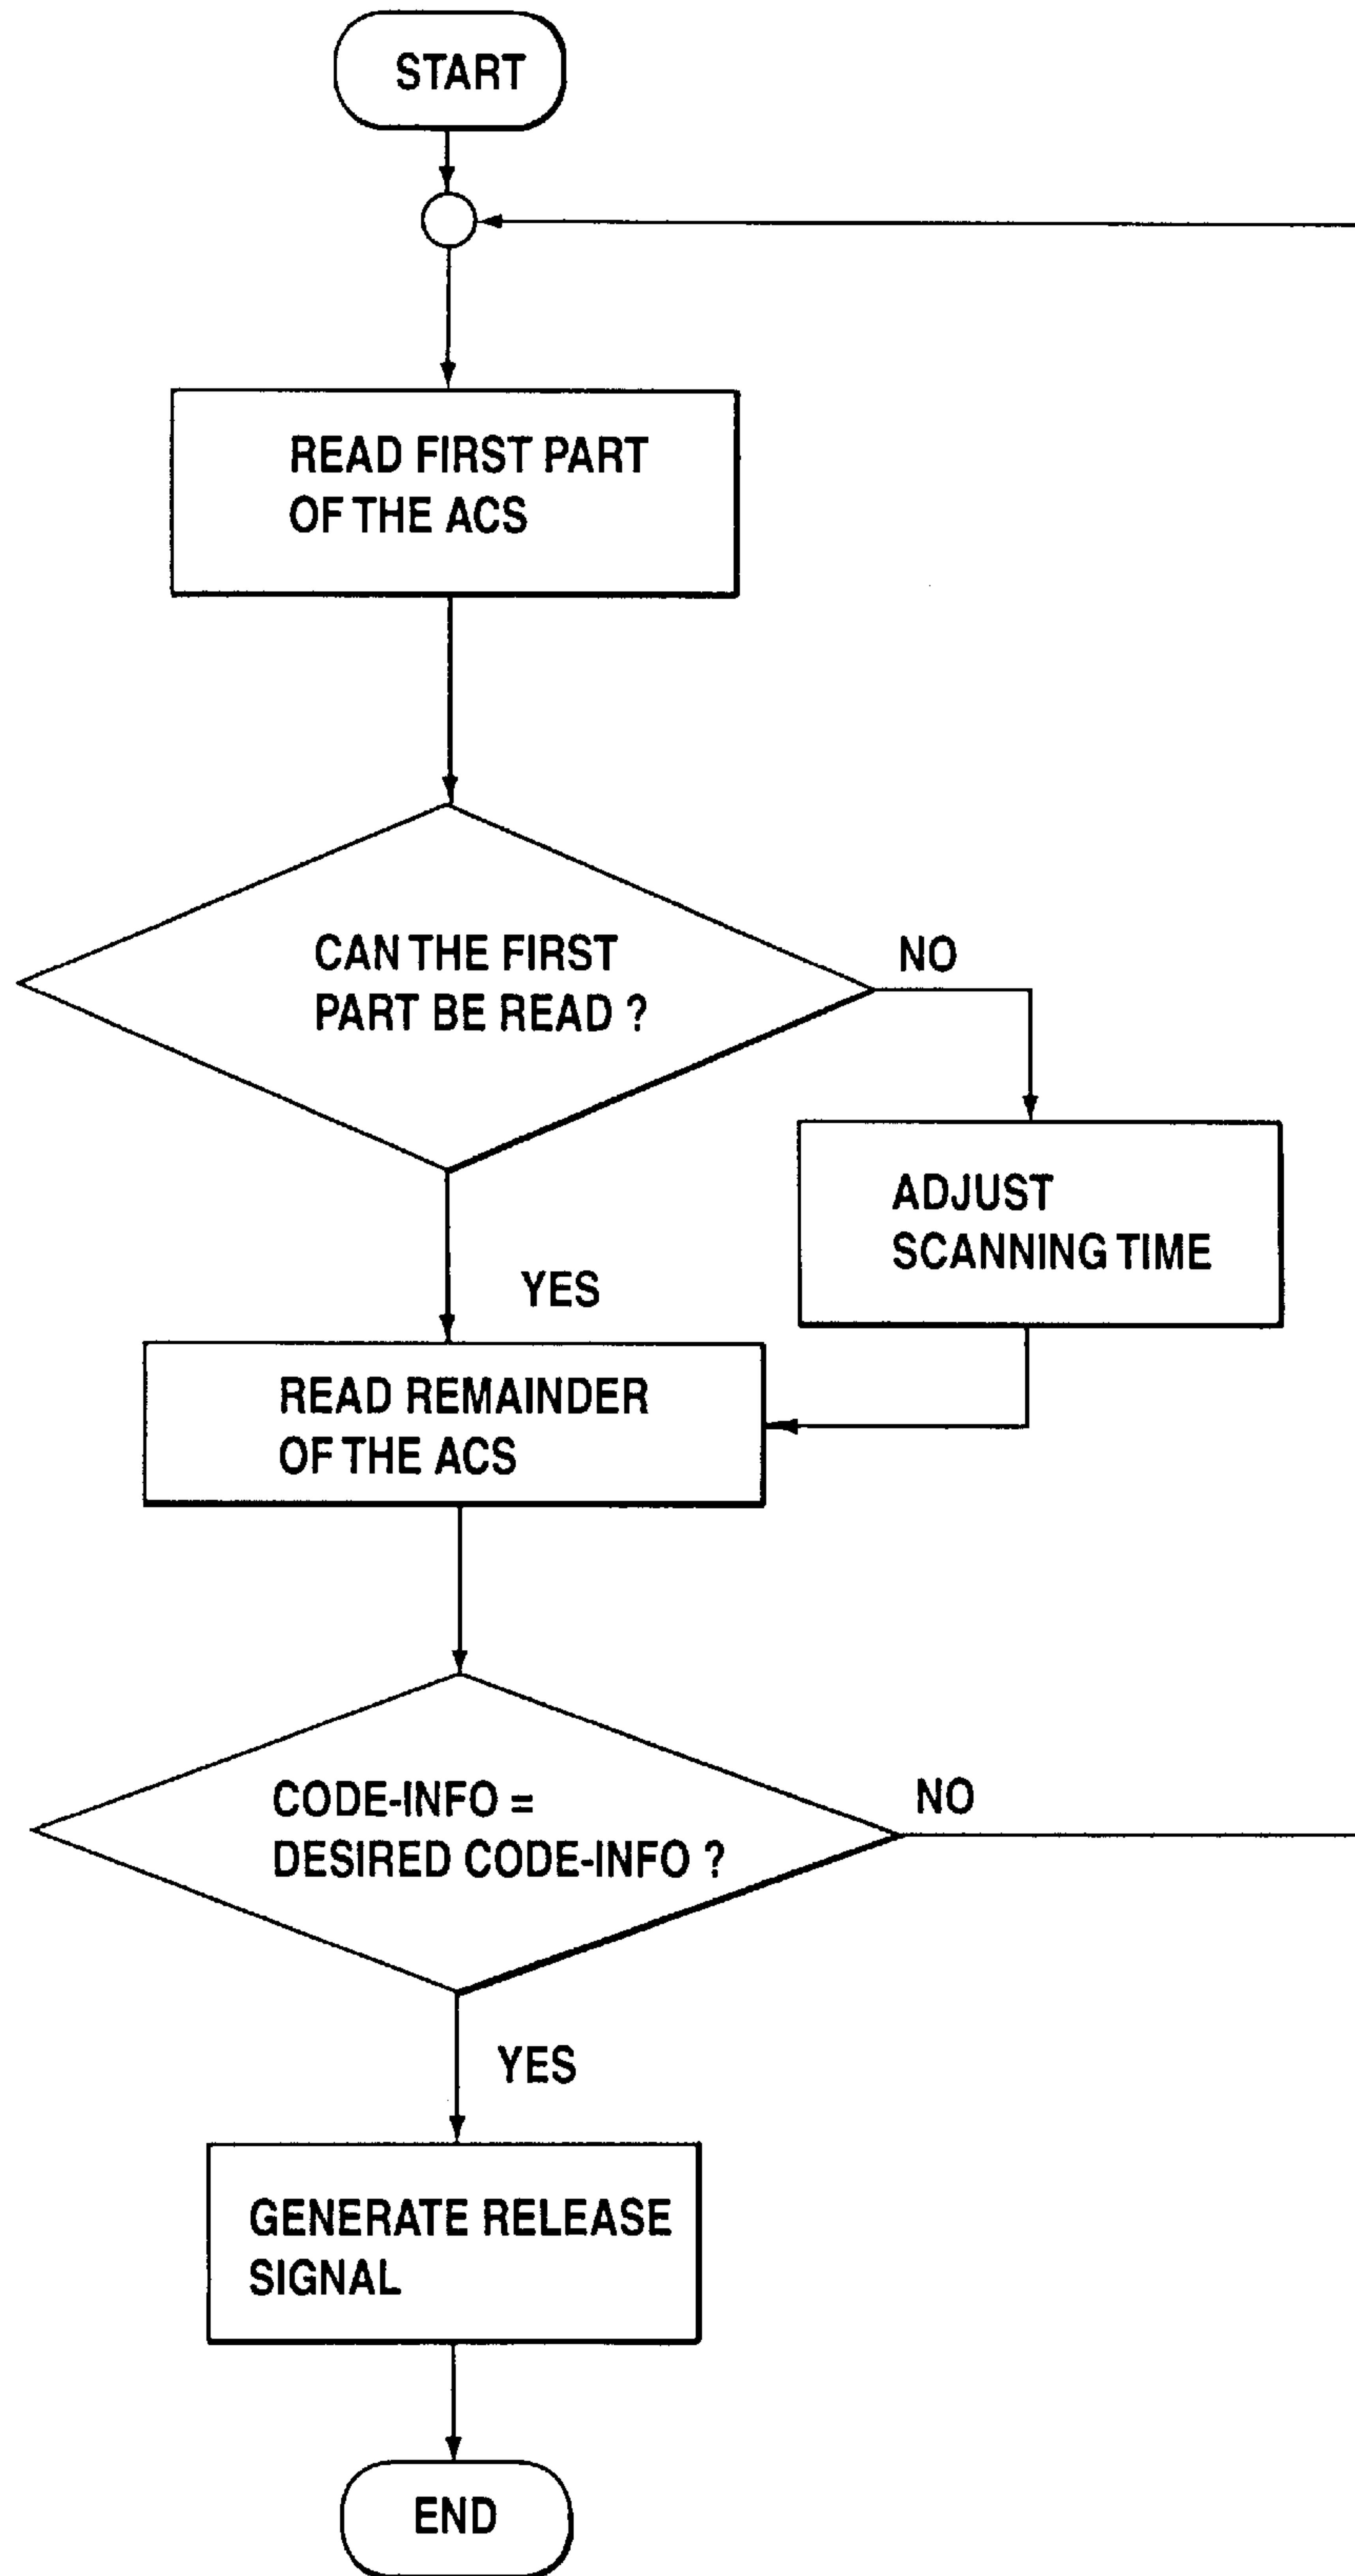 START
READ FIRST PART
OF THE ACS
CAN THE FIRST
PART BE READ ?
NO
ADJUST
SCANNING TIME
YES
READ REMAINDER
OF THE ACS
CODE-INFO =
DESIRED CODE-INFO ?
NO
YES
GENERATE RELEASE
SIGNAL
END